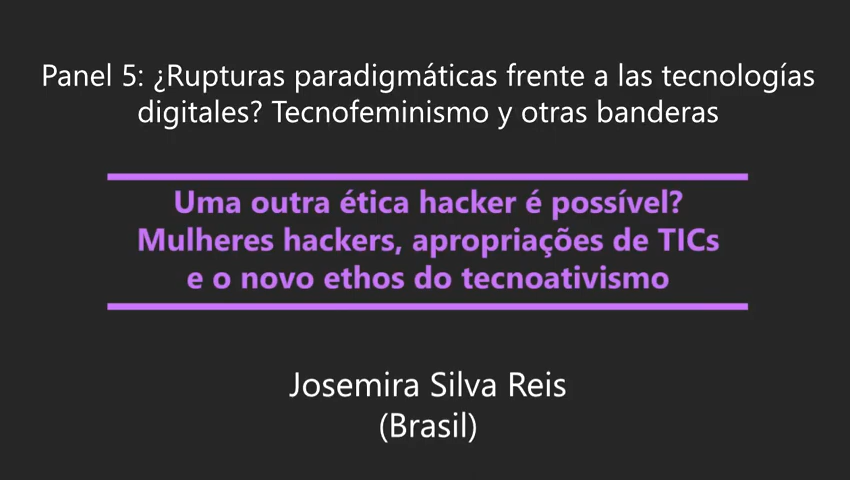 Panel 5: ¿Rupturas paradigmáticas frente a las tecnologías
digitales? Tecnofeminismo y otras banderas
Uma outra ética hacker é possível?
Mulheres hackers, apropriações de TICs
e o novo ethos do tecnoativismo
Josemira Silva Reis
(Brasil)